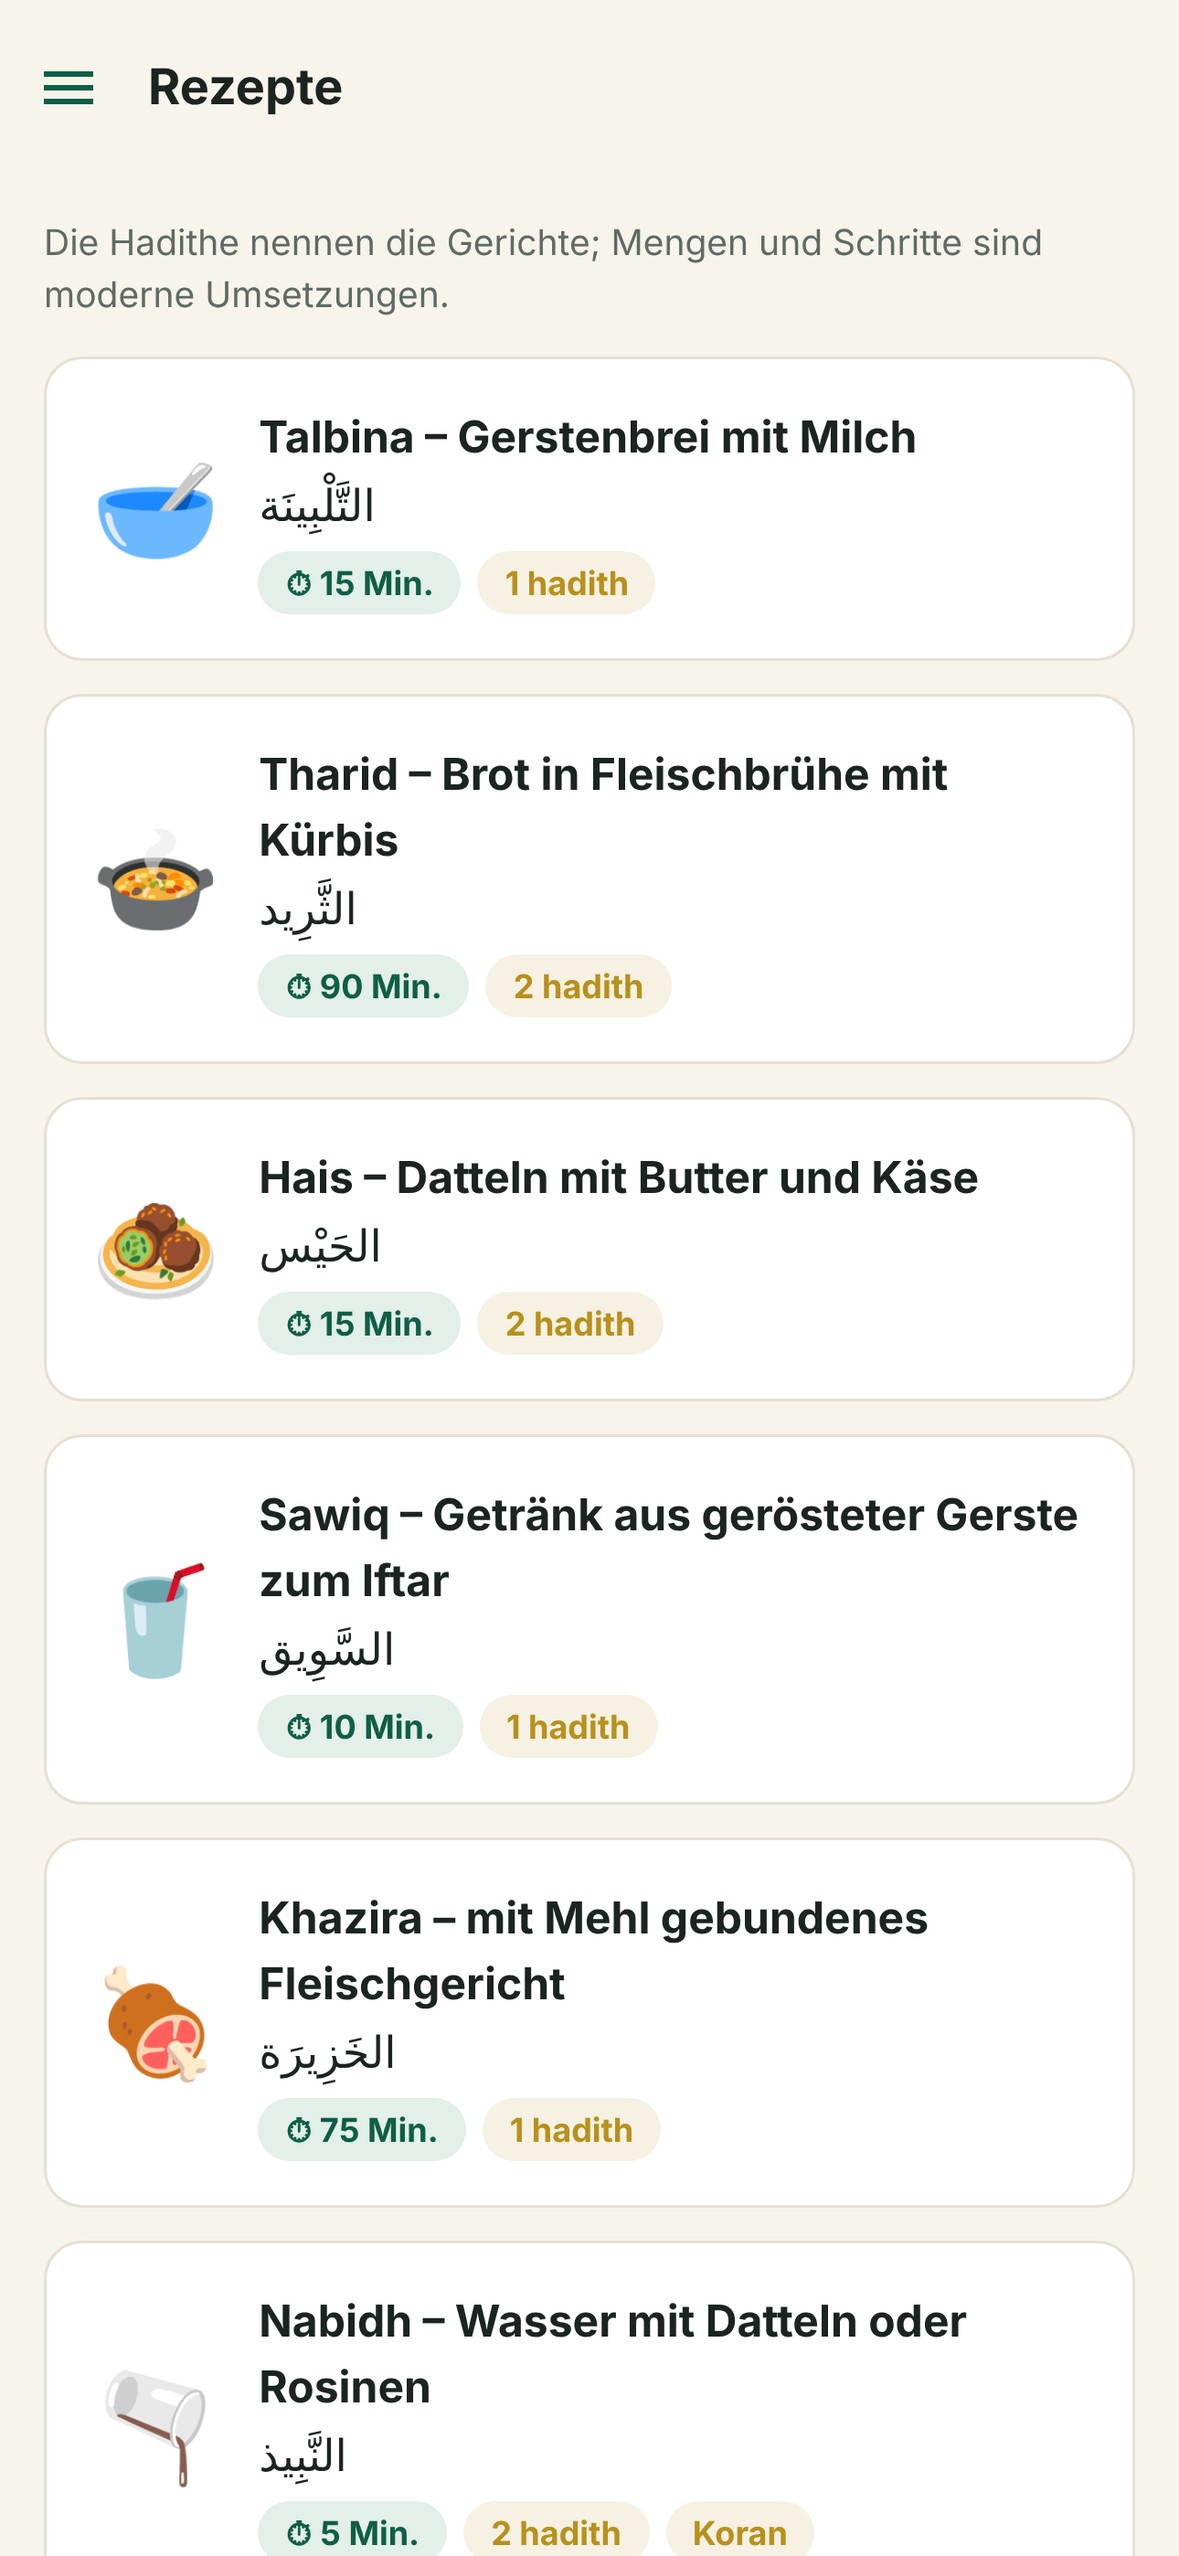 Rezepte
Die Hadithe nennen die Gerichte; Mengen und Schritte sind
moderne Umsetzungen.
Talbina – Gerstenbrei mit Milch
التَّلْبِينَة
⏱ 15 Min.
1 hadith
Tharid – Brot in Fleischbrühe mit
Kürbis
الثَّرِيد
⏱ 90 Min.
2 hadith
Hais – Datteln mit Butter und Käse
الحَيْس
⏱ 15 Min.
2 hadith
Sawiq – Getränk aus gerösteter Gerste
zum Iftar
السَّوِيق
⏱ 10 Min.
1 hadith
Khazira – mit Mehl gebundenes
Fleischgericht
الخَزِيرَة
⏱ 75 Min.
1 hadith
Nabidh – Wasser mit Datteln oder
Rosinen
النَّبِيذ
⏱ 5 Min.
2 hadith
Koran